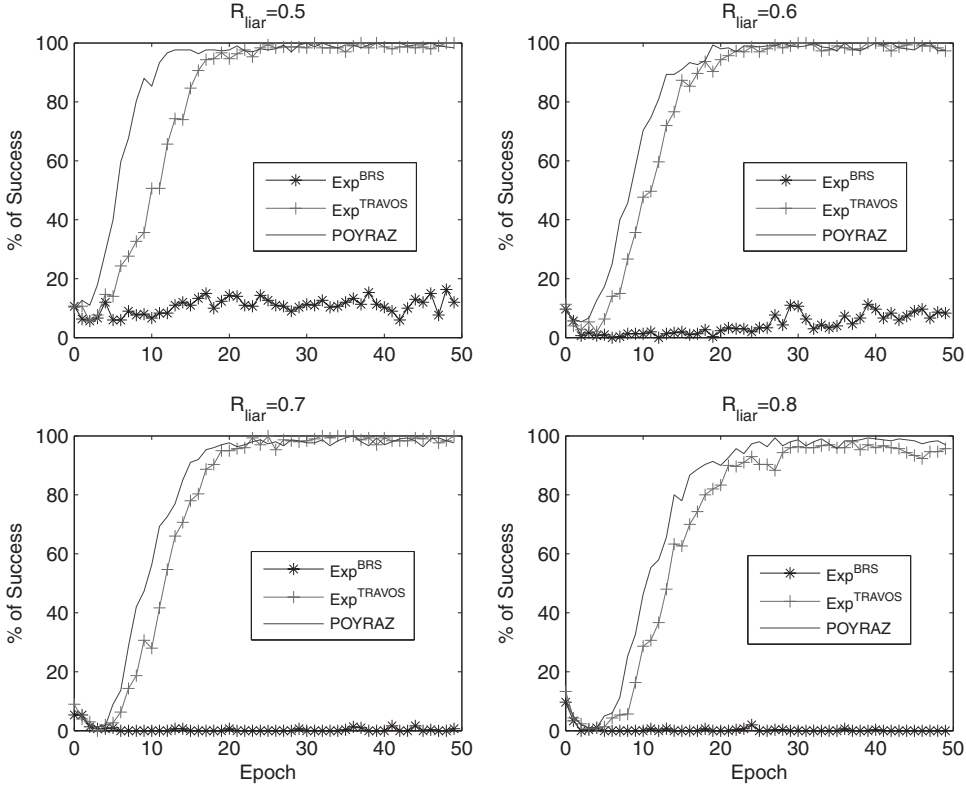 R_liar=0.5
% of Success
100
80
60
40
20
0
0 10 20 30 40 50
Exp^BRS
Exp^TRAVOS
POYRAZ
R_liar=0.6
% of Success
100
80
60
40
20
0
0 10 20 30 40 50
Exp^BRS
Exp^TRAVOS
POYRAZ
R_liar=0.7
% of Success
100
80
60
40
20
0
0 10 20 30 40 50
Epoch
Exp^BRS
Exp^TRAVOS
POYRAZ
R_liar=0.8
% of Success
100
80
60
40
20
0
0 10 20 30 40 50
Epoch
Exp^BRS
Exp^TRAVOS
POYRAZ